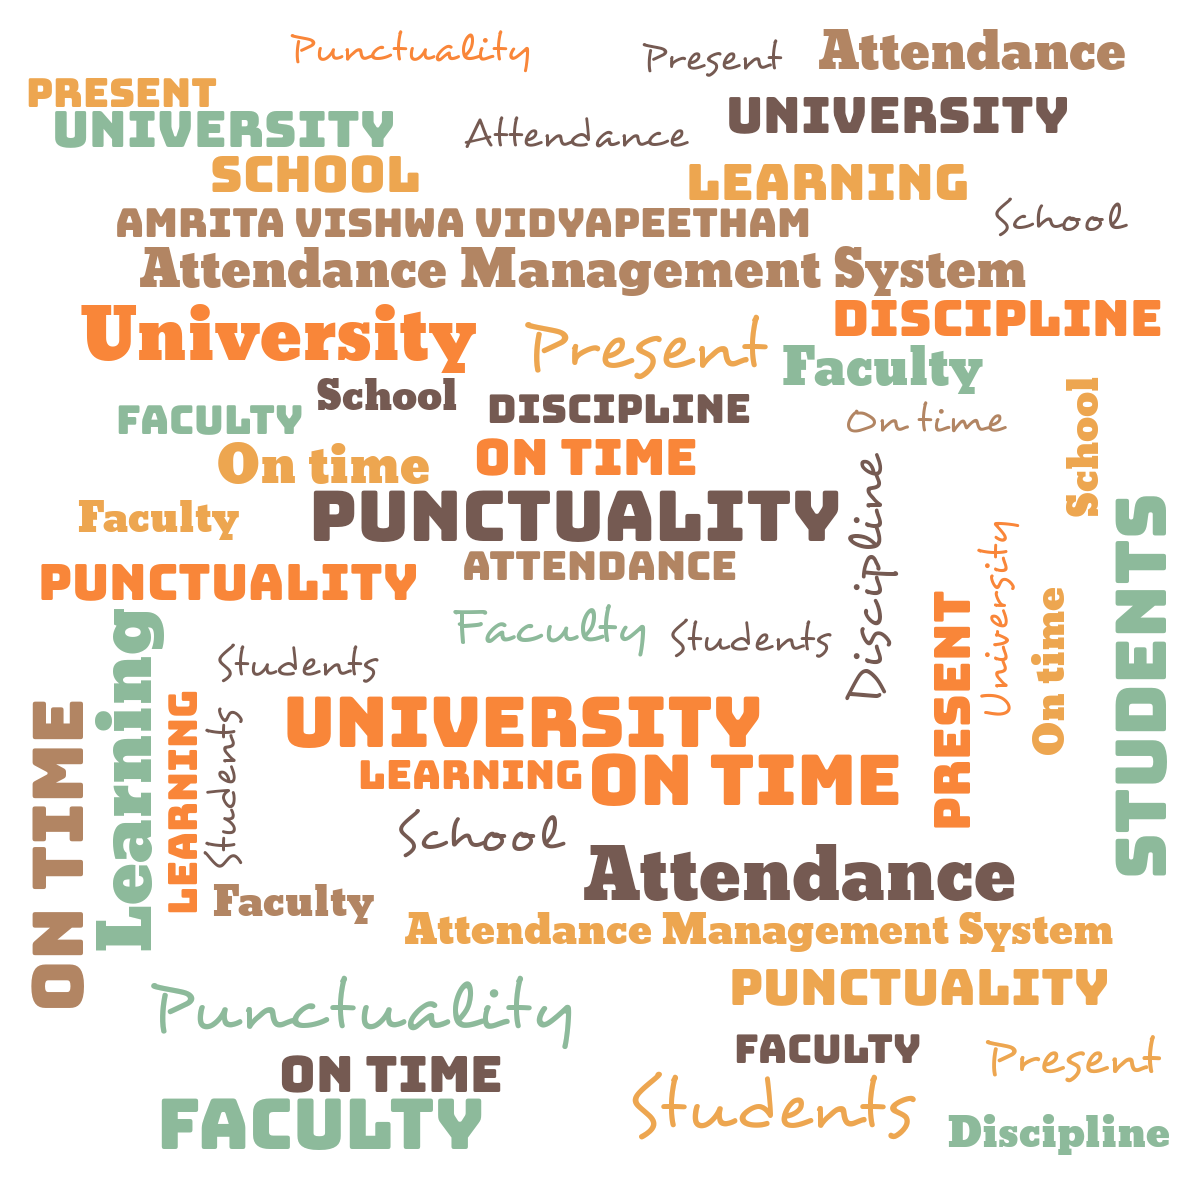 Punctuality
Present
Attendance
PRESENT
UNIVERSITY
Attendance
UNIVERSITY
SCHOOL
LEARNING
AMRITA VISHWA VIDYAPEETHAM
School
Attendance Management System
University
Present
DISCIPLINE
Faculty
School
FACULTY
DISCIPLINE
On time
School
On time
ON TIME
Faculty
PUNCTUALITY
Discipline
STUDENTS
PUNCTUALITY
ATTENDANCE
University
Learning
Faculty
Students
PRESENT
On time
Students
ON TIME
LEARNING
Students
UNIVERSITY
LEARNING
ON TIME
School
Attendance
Faculty
Attendance Management System
Punctuality
PUNCTUALITY
ON TIME
FACULTY
Present
FACULTY
Students
Discipline